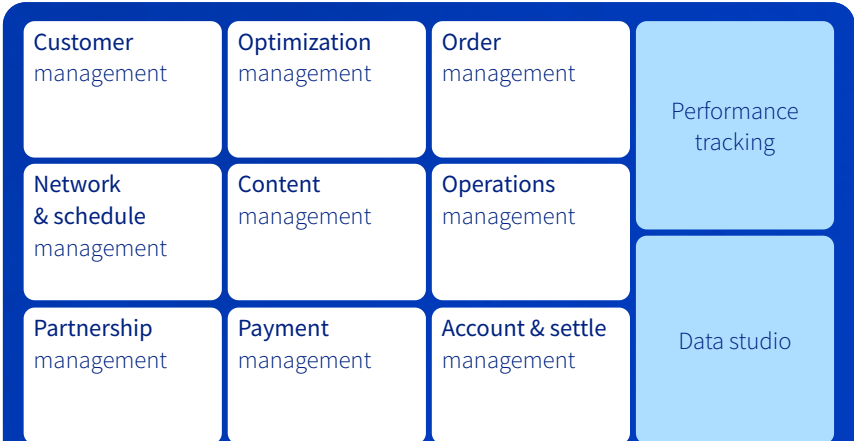 Customer
management
Optimization
management
Order
management
Performance
tracking
Network
& schedule
management
Content
management
Operations
management
Partnership
management
Payment
management
Account & settle
management
Data studio